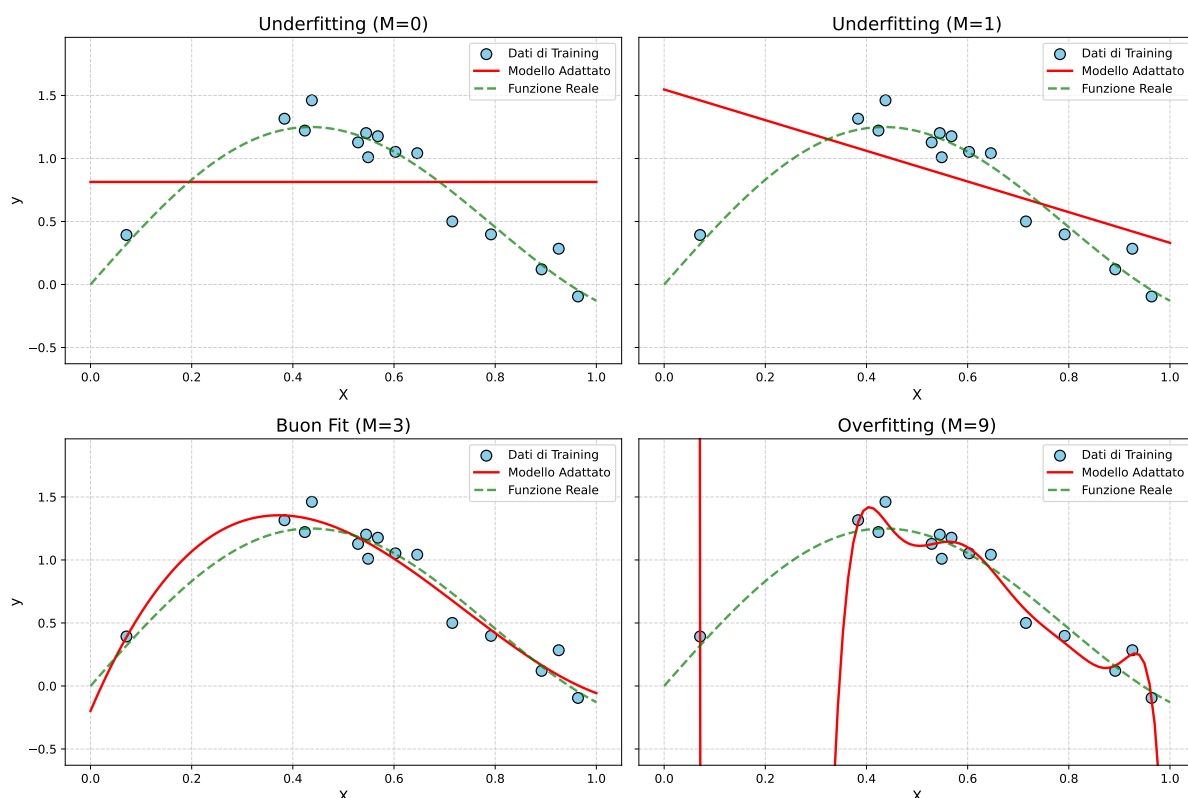 Underfitting (M=0)
Dati di Training
Modello Adattato
Funzione Reale
1.5
1.0
0.5
0.0
−0.5
y
0.0 0.2 0.4 0.6 0.8 1.0
X
Underfitting (M=1)
Dati di Training
Modello Adattato
Funzione Reale
0.0 0.2 0.4 0.6 0.8 1.0
X
Buon Fit (M=3)
Dati di Training
Modello Adattato
Funzione Reale
1.5
1.0
0.5
0.0
−0.5
y
0.0 0.2 0.4 0.6 0.8 1.0
X
Overfitting (M=9)
Dati di Training
Modello Adattato
Funzione Reale
0.0 0.2 0.4 0.6 0.8 1.0
X